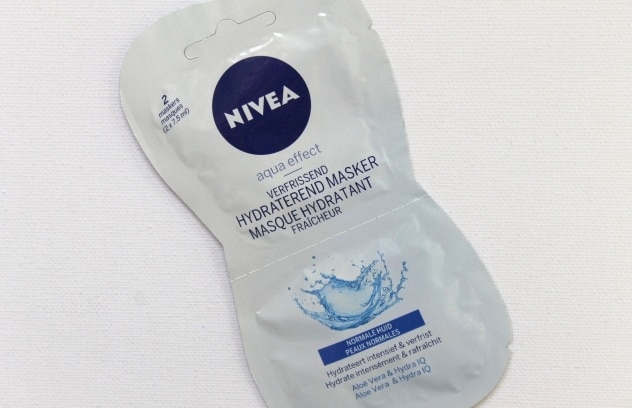 2
maskers
masques
(2 x 7,5 ml)
NIVEA
aqua effect
VERFRISSEND
HYDRATEREND MASKER
MASQUE HYDRATANT
FRAÎCHEUR
NORMALE HUID
PEAUX NORMALES
Hydrateert intensief & verfrist
Hydrate intensément & rafraîchit
Aloë Vera & Hydra IQ
Aloe Vera & Hydra IQ